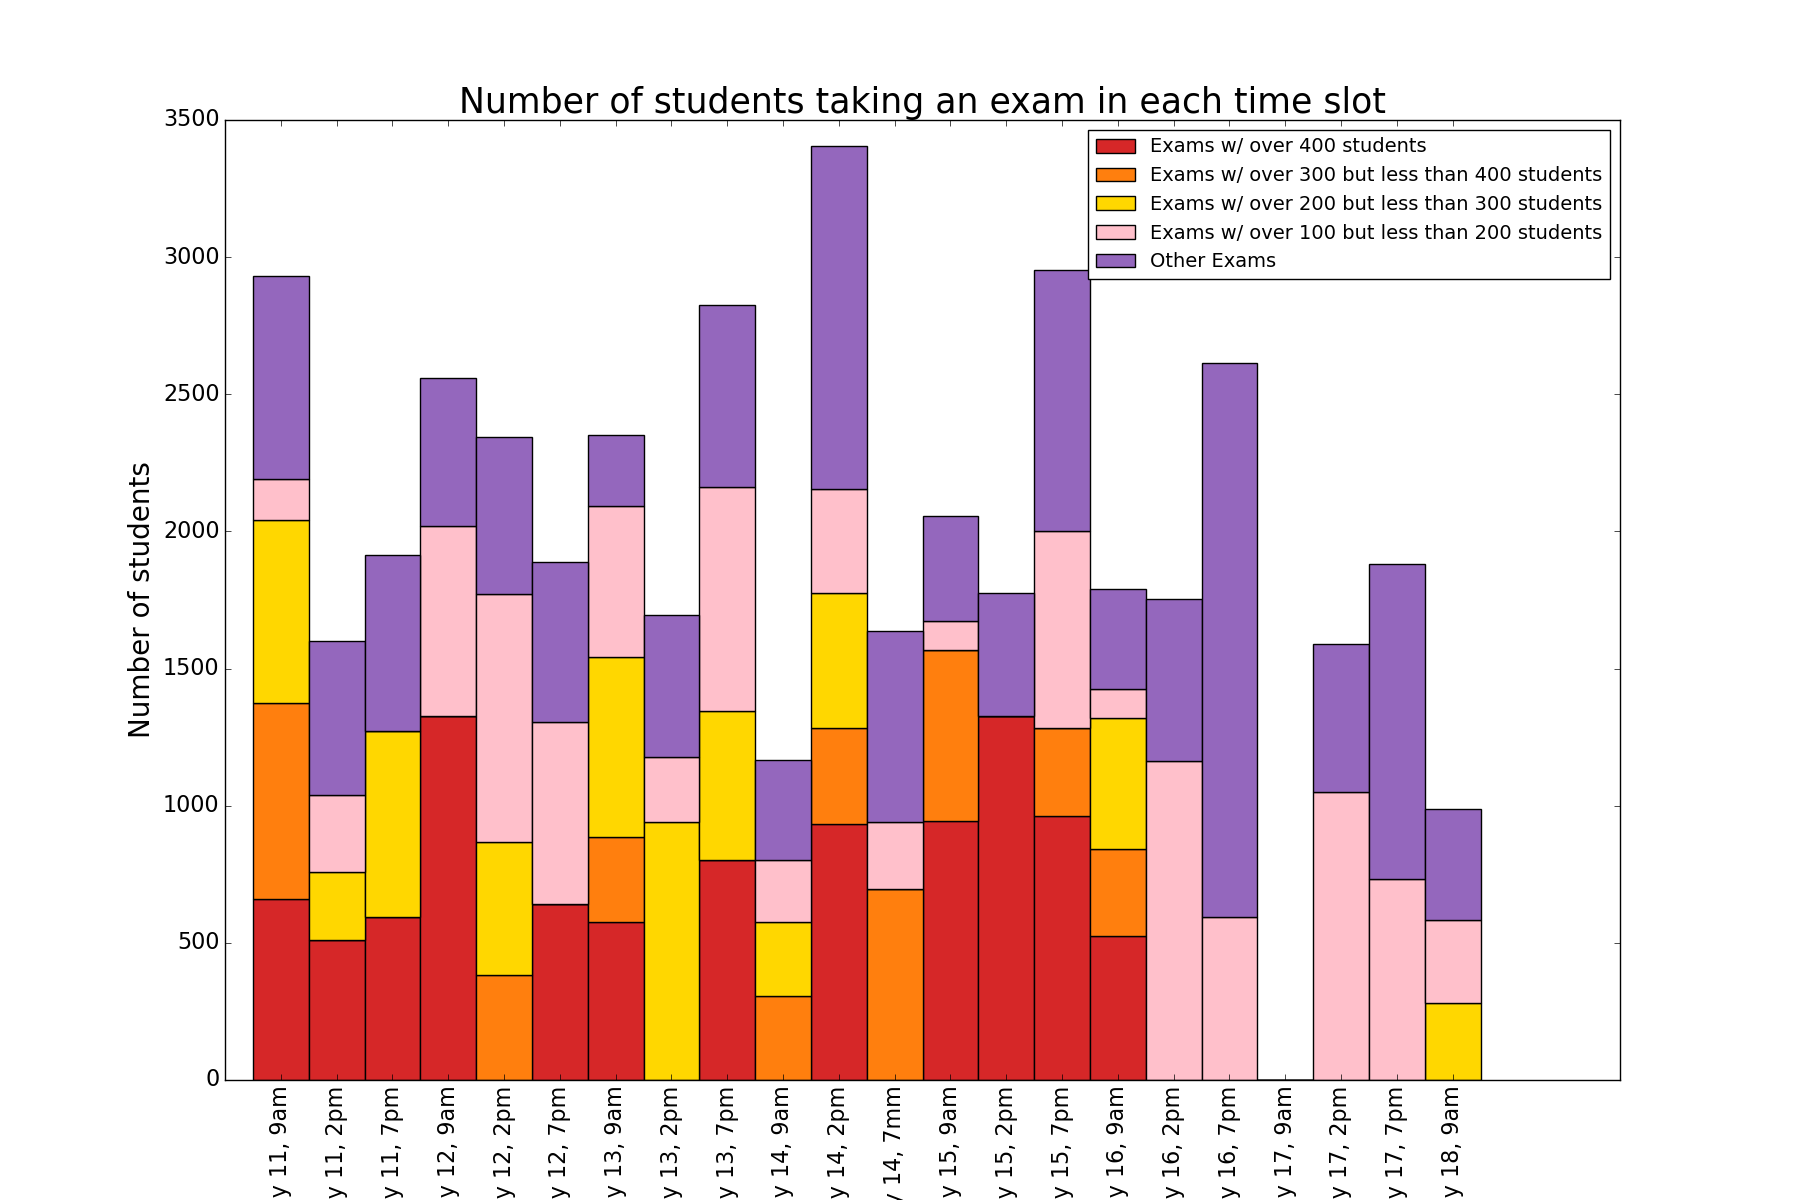 Number of students taking an exam in each time slot
Exams w/ over 400 students
Exams w/ over 300 but less than 400 students
Exams w/ over 200 but less than 300 students
Exams w/ over 100 but less than 200 students
Other Exams
Number of students
3500
3000
2500
2000
1500
1000
500
0
y 11, 9am
y 11, 2pm
y 11, 7pm
y 12, 9am
y 12, 2pm
y 12, 7pm
y 13, 9am
y 13, 2pm
y 13, 7pm
y 14, 9am
y 14, 2pm
y 14, 7mm
y 15, 9am
y 15, 2pm
y 15, 7pm
y 16, 9am
y 16, 2pm
y 16, 7pm
y 17, 9am
y 17, 2pm
y 17, 7pm
y 18, 9am